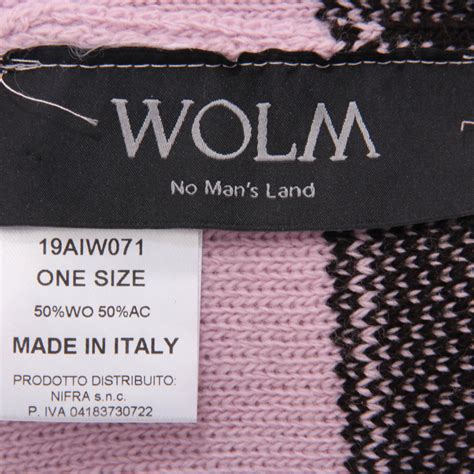 WOLM
No Man's Land
19AIW071
ONE SIZE
50%WO 50%AC
MADE IN ITALY
PRODOTTO DISTRIBUITO:
NIFRA s.n.c.
P. IVA 04183730722